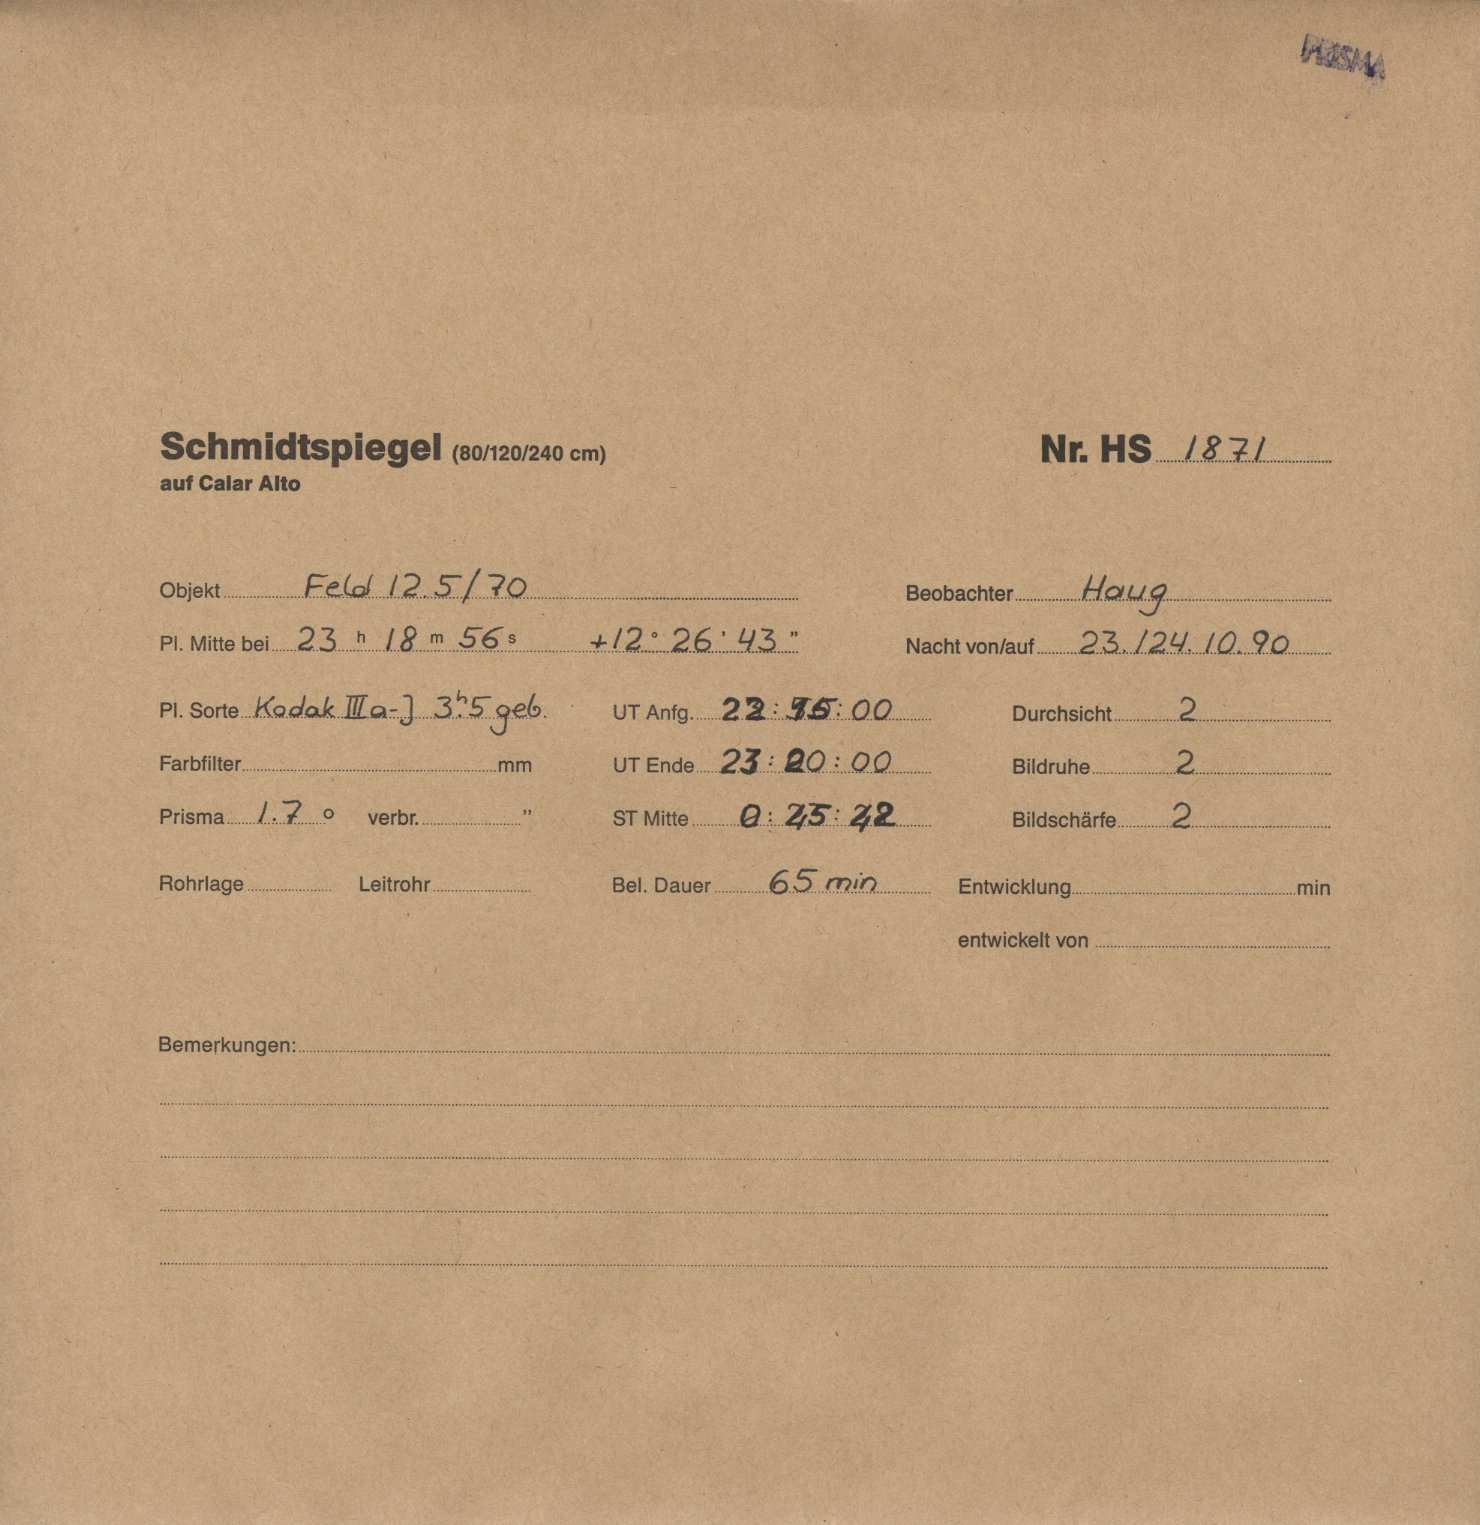 PRISMA
Schmidtspiegel (80/120/240 cm)
auf Calar Alto
Nr. HS 1871
Objekt Feld 12.5/70
Beobachter Haug
Pl. Mitte bei 23 h 18 m 56 s +12° 26' 43"
Nacht von/auf 23./24.10.90
Pl. Sorte Kodak IIIa-J 3.ʰ5 geb.
UT Anfg. 22:15:00
Durchsicht 2
Farbfilter mm
UT Ende 23:20:00
Bildruhe 2
Prisma 1.7 ° verbr. "
ST Mitte 0:45:42
Bildschärfe 2
Rohrlage Leitrohr
Bel. Dauer 65 min
Entwicklung min
entwickelt von
Bemerkungen: